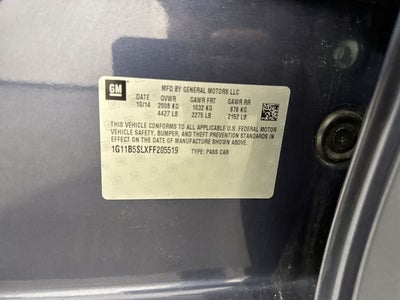 GM
MFD BY GENERAL MOTORS LLC
DATE GVWR GAWR FRT GAWR RR
10/14 2008 KG 1032 KG 976 KG
4427 LB 2275 LB 2152 LB
THIS VEHICLE CONFORMS TO ALL APPLICABLE U.S. FEDERAL MOTOR
VEHICLE SAFETY, BUMPER, AND THEFT PREVENTION STANDARDS IN
EFFECT ON THE DATE OF MANUFACTURE SHOWN ABOVE.
1G11B5SLXFF205519 TYPE: PASS CAR